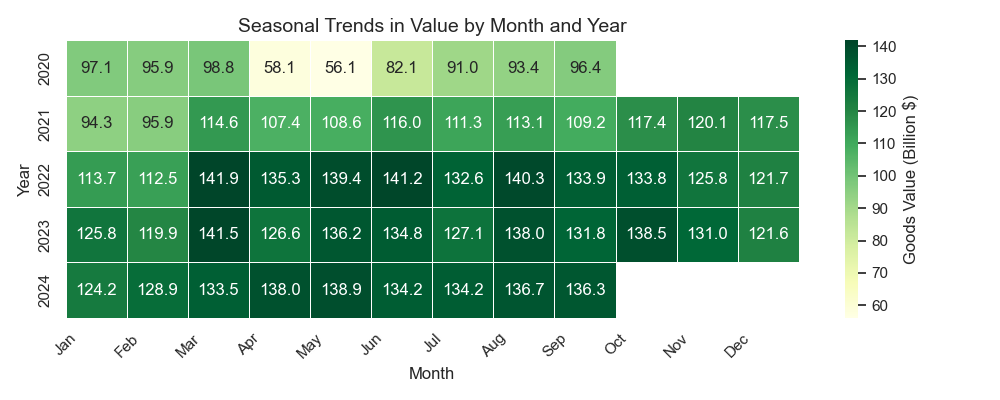 Seasonal Trends in Value by Month and Year
Year
2020 97.1 95.9 98.8 58.1 56.1 82.1 91.0 93.4 96.4
2021 94.3 95.9 114.6 107.4 108.6 116.0 111.3 113.1 109.2 117.4 120.1 117.5
2022 113.7 112.5 141.9 135.3 139.4 141.2 132.6 140.3 133.9 133.8 125.8 121.7
2023 125.8 119.9 141.5 126.6 136.2 134.8 127.1 138.0 131.8 138.5 131.0 121.6
2024 124.2 128.9 133.5 138.0 138.9 134.2 134.2 136.7 136.3
Jan Feb Mar Apr May Jun Jul Aug Sep Oct Nov Dec
Month
140
130
120
110
100
90
80
70
60
Goods Value (Billion $)